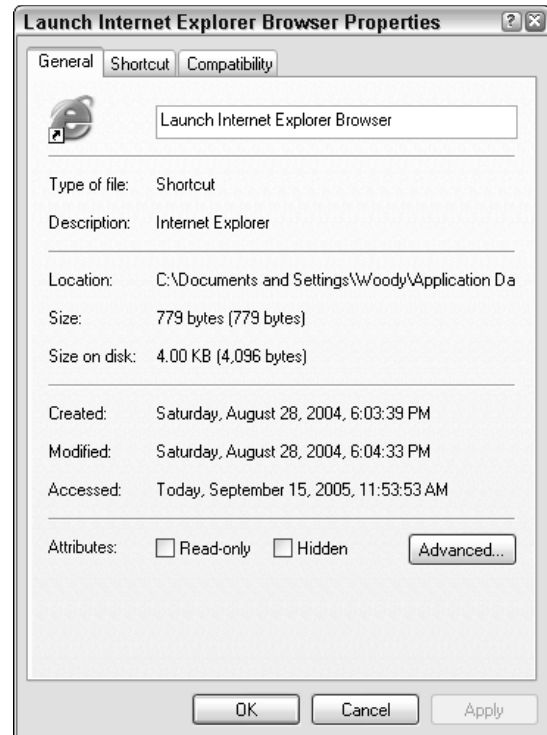 Launch Internet Explorer Browser Properties
General Shortcut Compatibility
Launch Internet Explorer Browser
Type of file: Shortcut
Description: Internet Explorer
Location: C:\Documents and Settings\Woody\Application Da
Size: 779 bytes (779 bytes)
Size on disk: 4.00 KB (4,096 bytes)
Created: Saturday, August 28, 2004, 6:03:39 PM
Modified: Saturday, August 28, 2004, 6:04:33 PM
Accessed: Today, September 15, 2005, 11:53:53 AM
Attributes: Read-only Hidden Advanced...
OK Cancel Apply